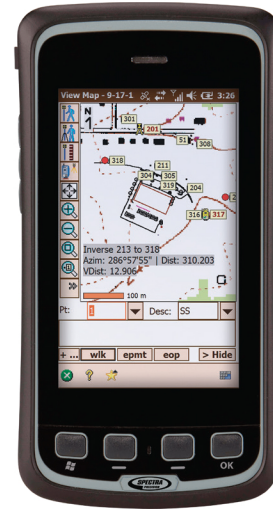 View Map - 9-17-1 3:26
N
1
301
201
51
308
318
211
304
305
319
204
316
317
Inverse 213 to 318
Azim: 286°57'55" | Dist: 310.203
VDist: 12.906
100 m
Pt: 1 Desc: SS
+ ... wlk epmt eop > Hide
OK
SPECTRA